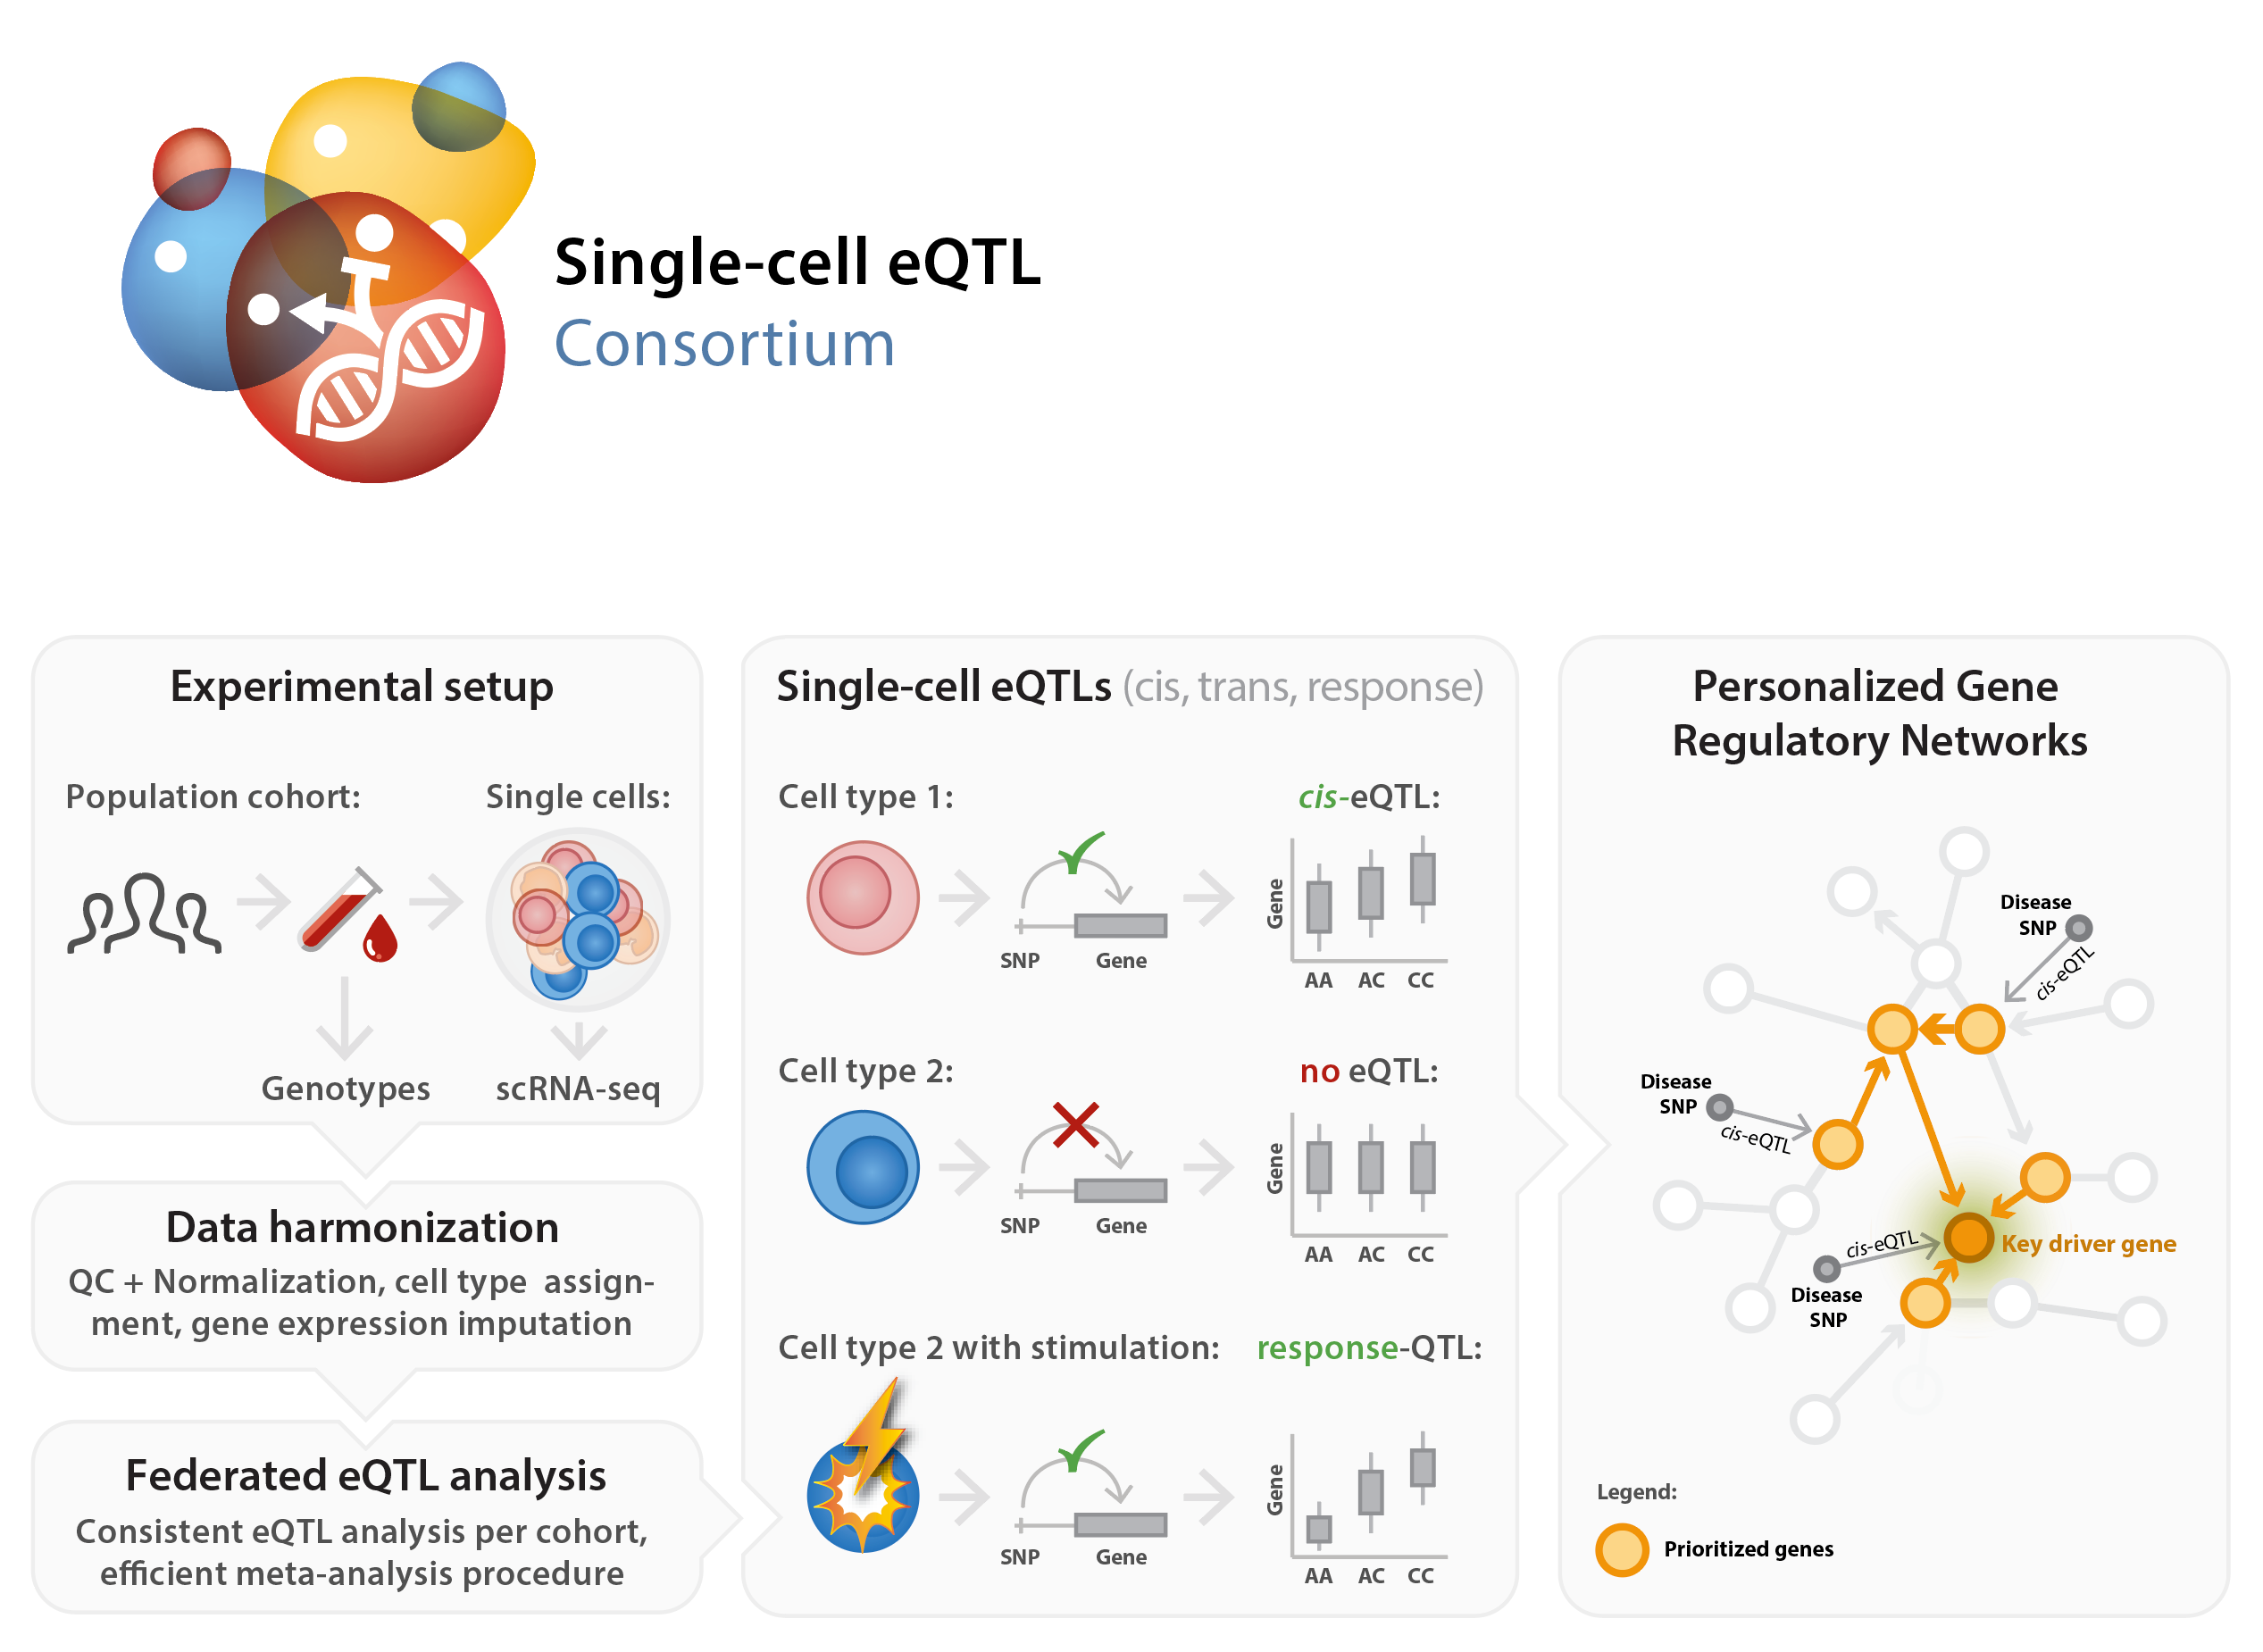 Single-cell eQTL
Consortium
Experimental setup
Population cohort:
Single cells:
Genotypes
scRNA-seq
Data harmonization
QC + Normalization, cell type assign-
ment, gene expression imputation
Federated eQTL analysis
Consistent eQTL analysis per cohort,
efficient meta-analysis procedure
Single-cell eQTLs (cis, trans, response)
Cell type 1:
cis-eQTL:
SNP
Gene
Gene
AA
AC
CC
Cell type 2:
no eQTL:
SNP
Gene
Gene
AA
AC
CC
Cell type 2 with stimulation:
response-QTL:
SNP
Gene
Gene
AA
AC
CC
Personalized Gene
Regulatory Networks
Disease
SNP
cis-eQTL
Disease
SNP
cis-eQTL
cis-eQTL
Key driver gene
Disease
SNP
Legend:
Prioritized genes